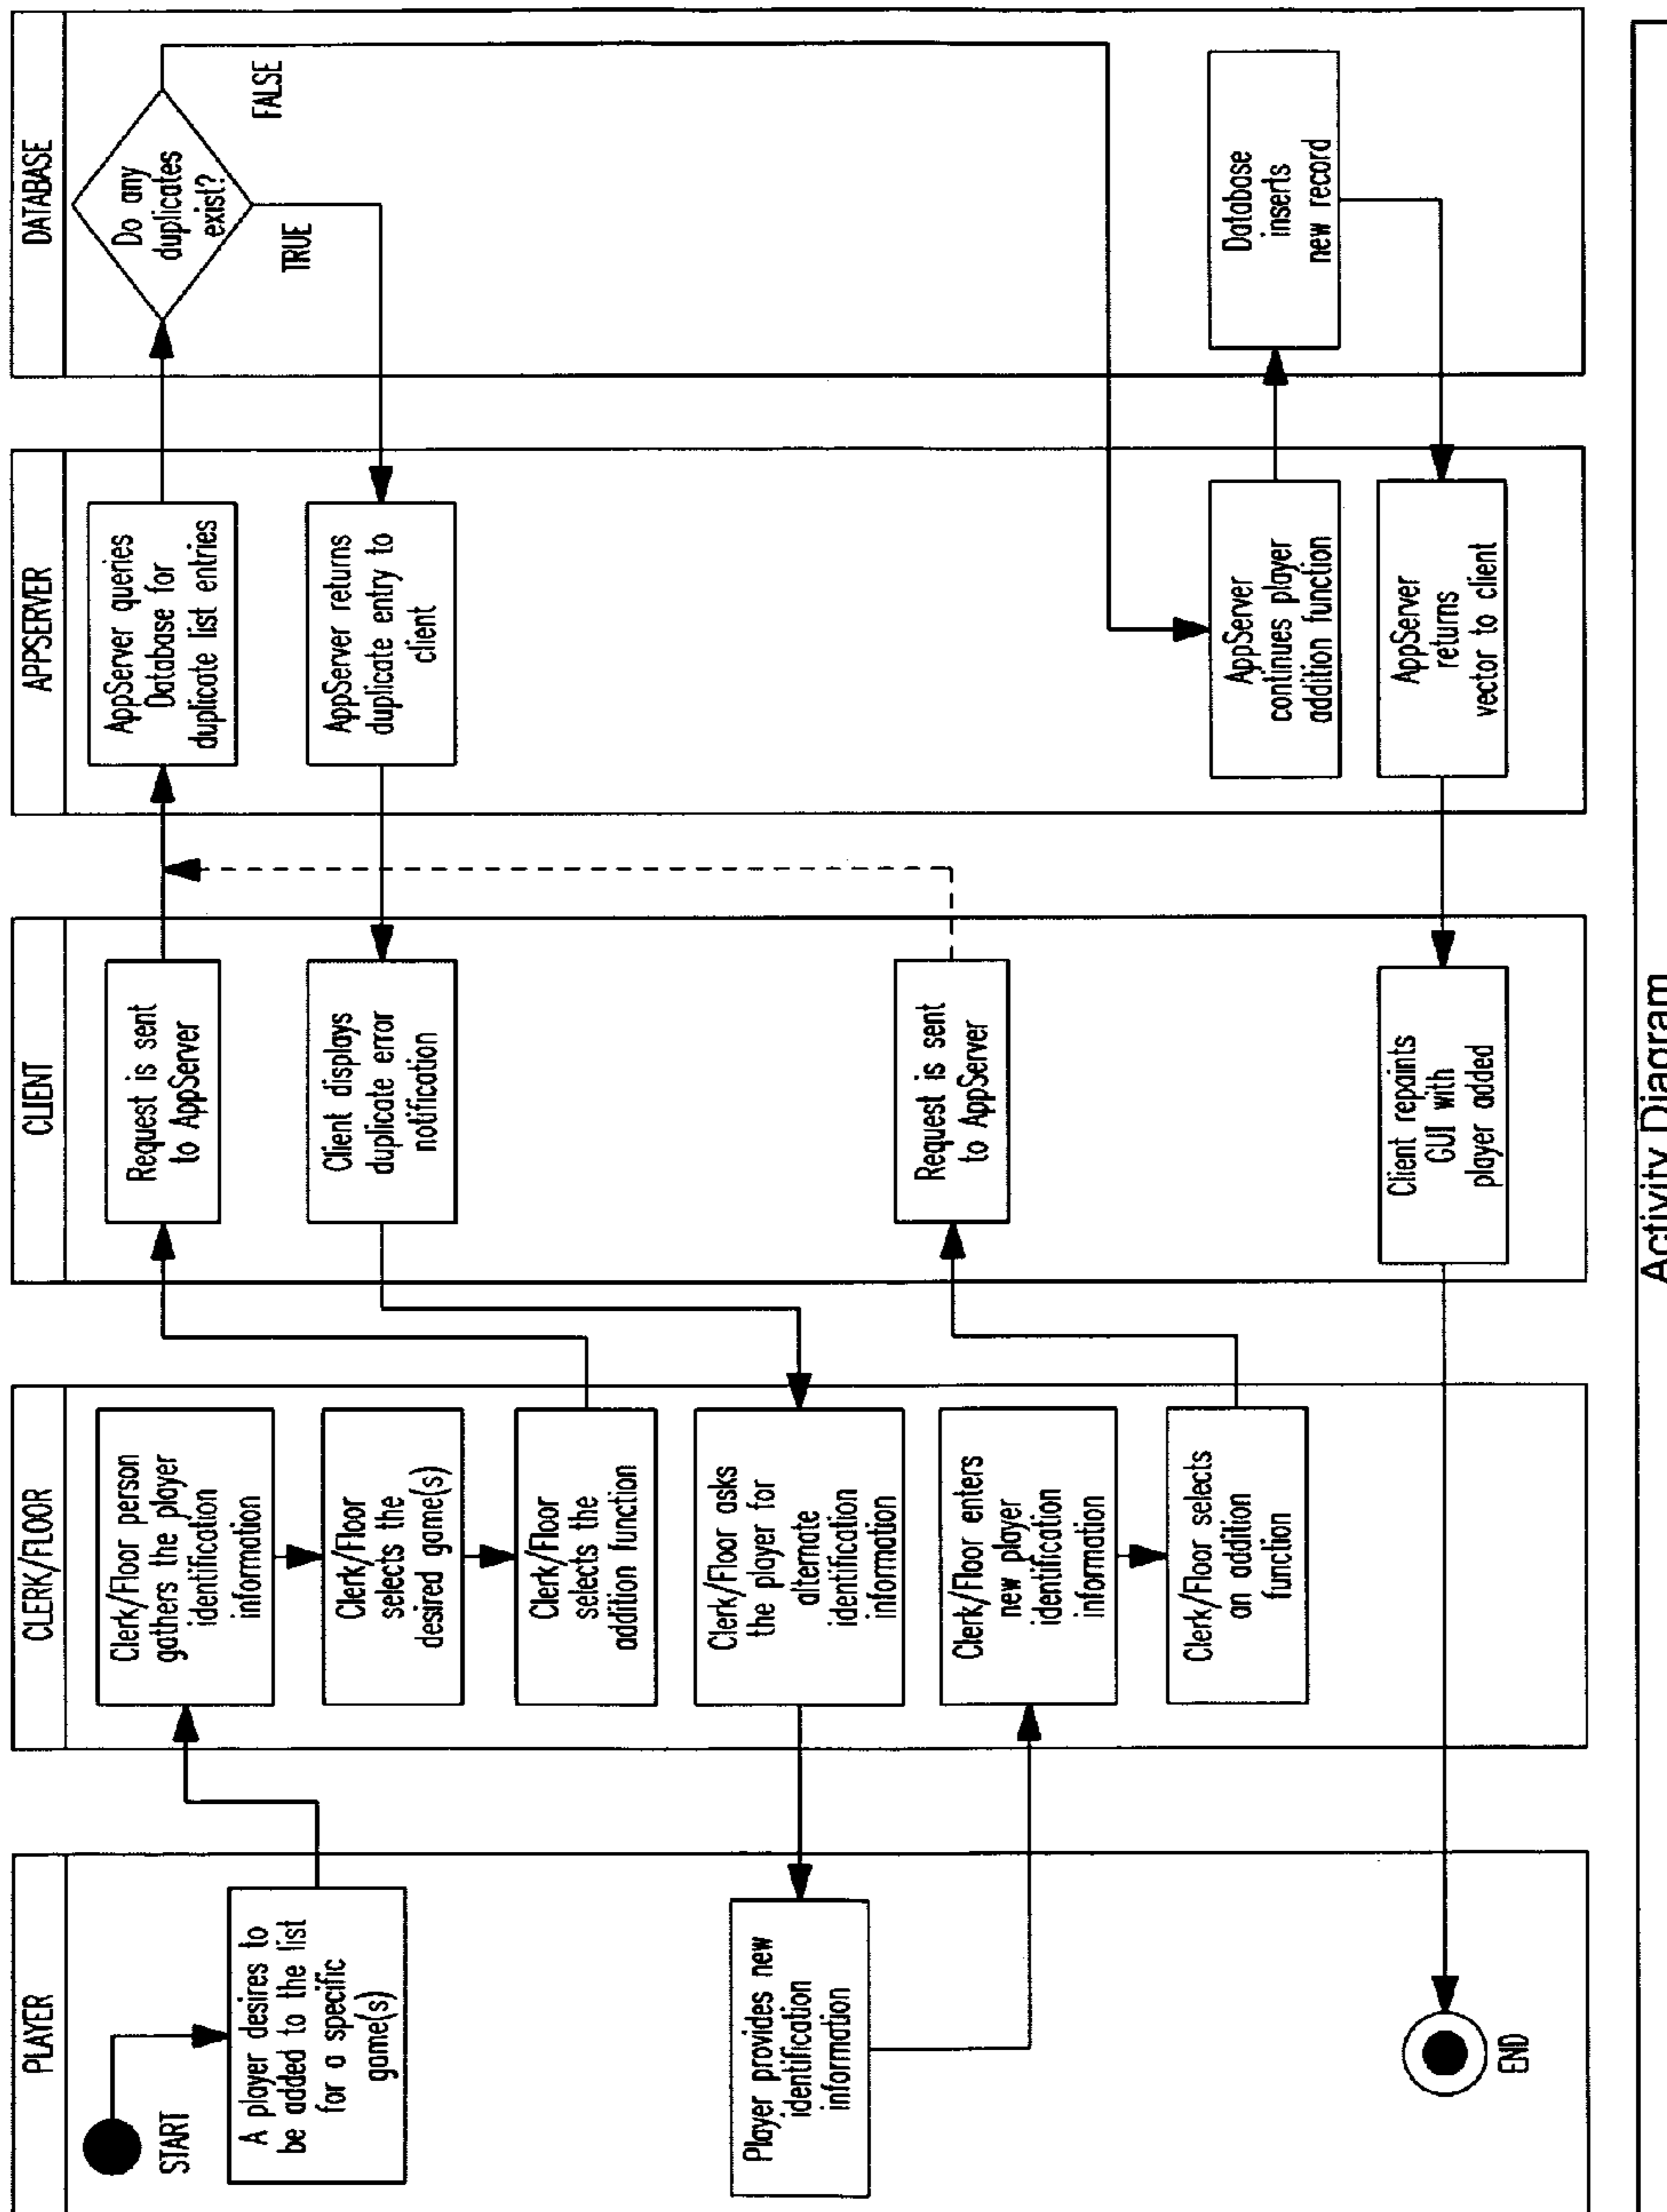 PLAYER
START
A player desires to
be added to the list
for a specific
game(s)
Player provides new
identification
information
END
CLERK/FLOOR
Clerk/Floor person
gathers the player
identification
information
Clerk/Floor
selects the
desired game(s)
Clerk/Floor
selects the
addition function
Clerk/Floor asks
the player for
alternate
identification
information
Clerk/Floor enters
new player
identification
information
Clerk/Floor selects
an addition
function
CLIENT
Request is sent
to AppServer
Client displays
duplicate error
notification
Request is sent
to AppServer
Client repaints
GUI with
player added
APPSERVER
AppServer queries
Database for
duplicate list entries
AppServer returns
duplicate entry to
client
AppServer
continues player
addition function
AppServer
returns
vector to client
DATABASE
Do any
duplicates
exist?
TRUE
FALSE
Database
inserts
new record
Activity Diagram